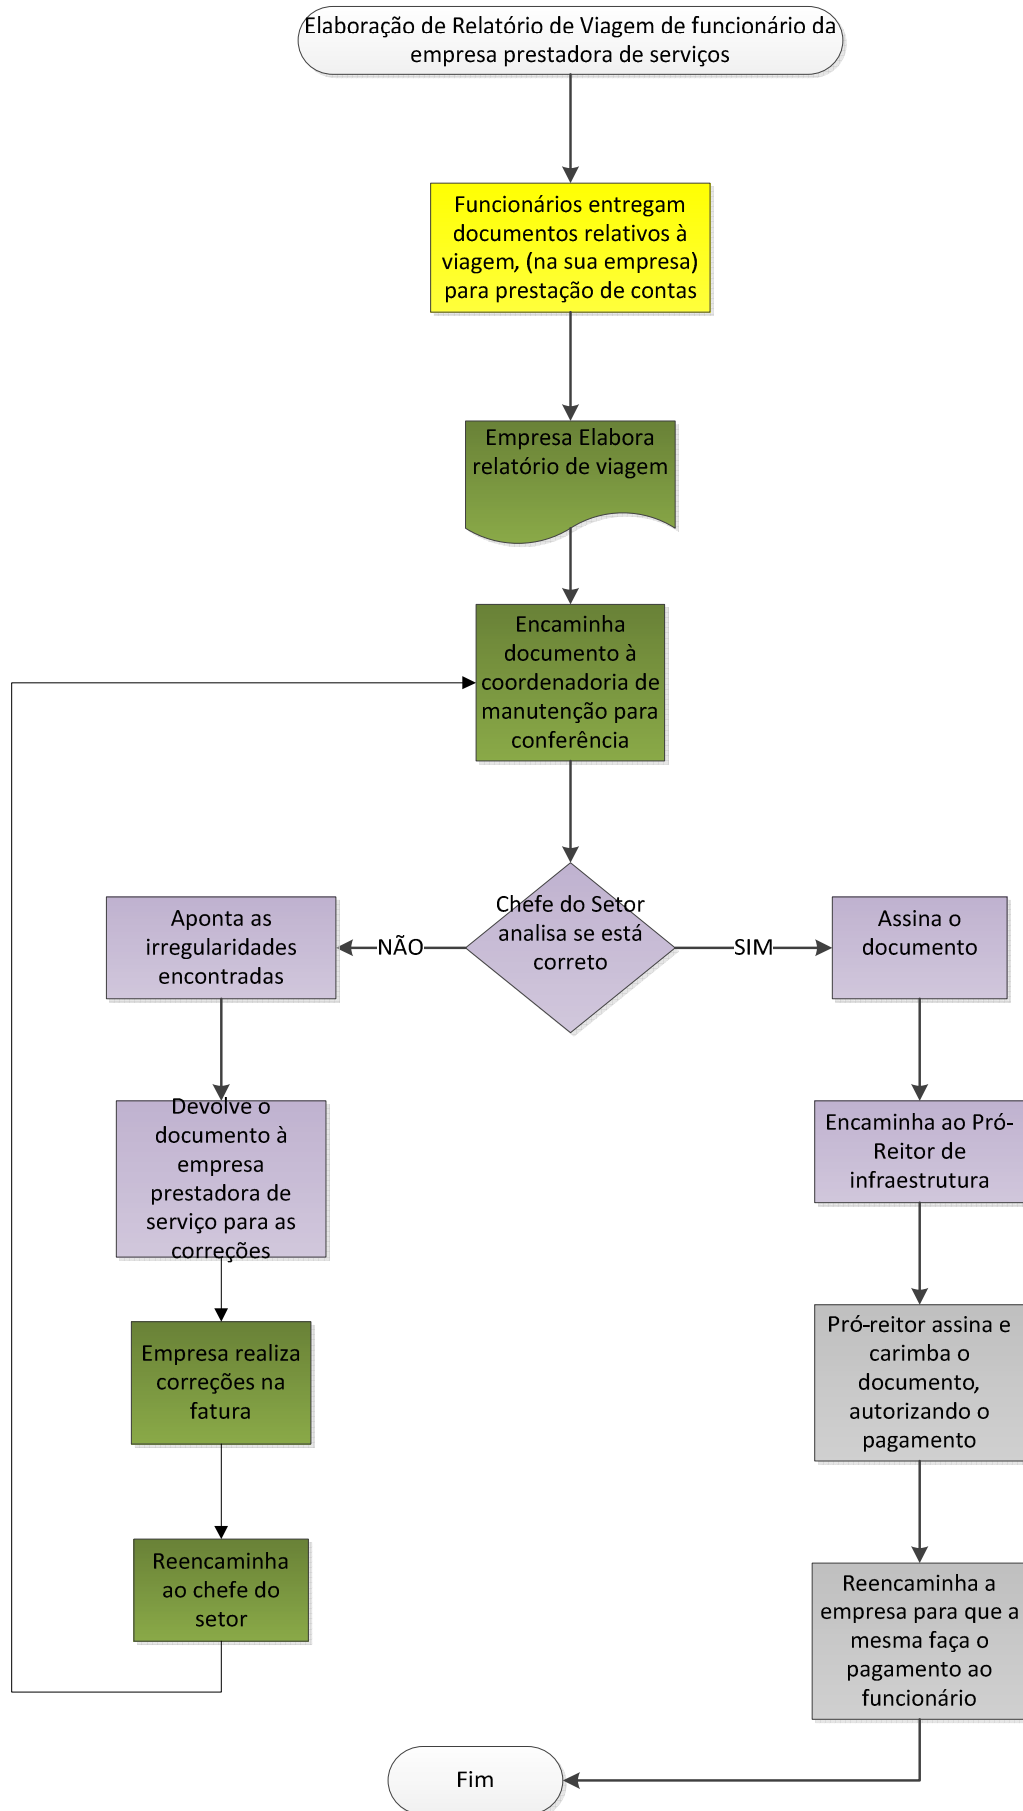 Elaboração de Relatório de Viagem de funcionário da
empresa prestadora de serviços
Funcionários entregam
documentos relativos à
viagem, (na sua empresa)
para prestação de contas
Empresa Elabora
relatório de viagem
Encaminha
documento à
coordenadoria de
manutenção para
conferência
Chefe do Setor
analisa se está
correto
NÃO
SIM
Aponta as
irregularidades
encontradas
Devolve o
documento à
empresa
prestadora de
serviço para as
correções
Empresa realiza
correções na
fatura
Reencaminha
ao chefe do
setor
Assina o
documento
Encaminha ao Pró-
Reitor de
infraestrutura
Pró-reitor assina e
carimba o
documento,
autorizando o
pagamento
Reencaminha a
empresa para que a
mesma faça o
pagamento ao
funcionário
Fim